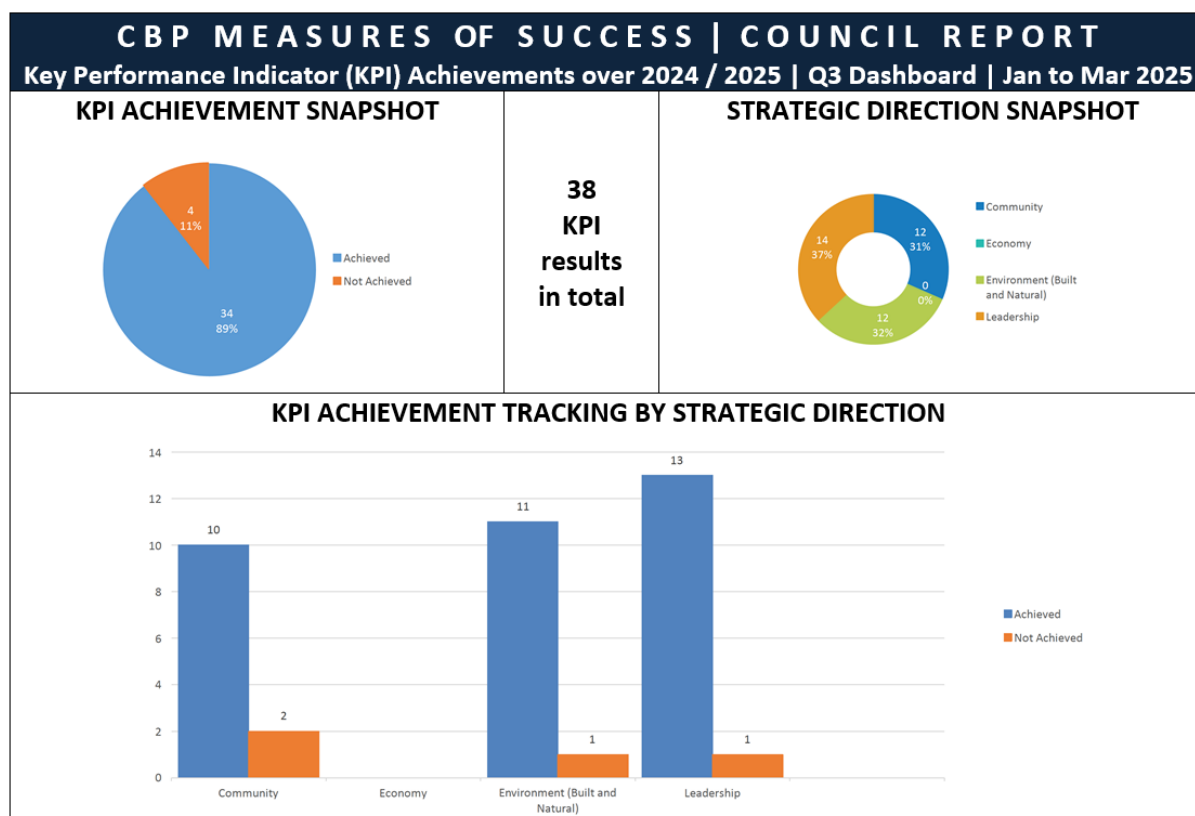 CBP MEASURES OF SUCCESS | COUNCIL REPORT
Key Performance Indicator (KPI) Achievements over 2024 / 2025 | Q3 Dashboard | Jan to Mar 2025
KPI ACHIEVEMENT SNAPSHOT
4
11%
34
89%
Achieved
Not Achieved
38
KPI
results
in total
STRATEGIC DIRECTION SNAPSHOT
12
31%
0
0%
12
32%
14
37%
Community
Economy
Environment (Built
and Natural)
Leadership
KPI ACHIEVEMENT TRACKING BY STRATEGIC DIRECTION
14
12
10
8
6
4
2
0
10
2
11
1
13
1
Community
Economy
Environment (Built and
Natural)
Leadership
Achieved
Not Achieved